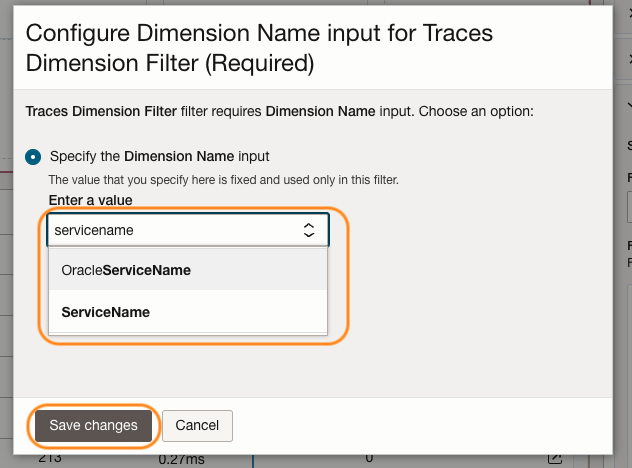 Configure Dimension Name input for Traces
Dimension Filter (Required)
Traces Dimension Filter filter requires Dimension Name input. Choose an option:
Specify the Dimension Name input
The value that you specify here is fixed and used only in this filter.
Enter a value
servicename
OracleServiceName
ServiceName
Save changes Cancel
213 0.27ms 0